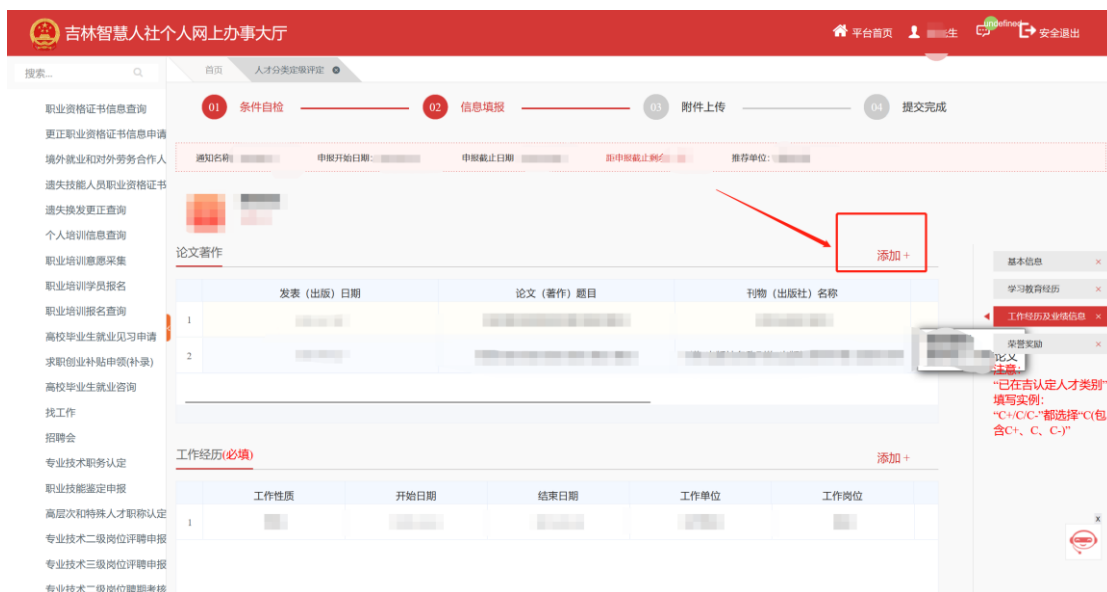 吉林智慧人社个人网上办事大厅
平台首页
生
undefined
安全退出
搜索...
首页
人才分类定级评定
职业资格证书信息查询
更正职业资格证书信息申请
境外就业和对外劳务合作人
遗失技能人员职业资格证书
遗失换发更正查询
个人培训信息查询
职业培训意愿采集
职业培训学员报名
职业培训报名查询
高校毕业生就业见习申请
求职创业补贴申领(补录)
高校毕业生就业咨询
找工作
招聘会
专业技术职务认定
职业技能鉴定申报
高层次和特殊人才职称认定
专业技术二级岗位评聘申报
专业技术三级岗位评聘申报
专业技术二级岗位聘期考核
01 条件自检
02 信息填报
03 附件上传
04 提交完成
通知名称
申报开始日期:
申报截止日期
距申报截止剩余
推荐单位:
论文著作
添加 +
发表（出版）日期
论文（著作）题目
刊物（出版社）名称
1
2
工作经历(必填)
添加 +
工作性质
开始日期
结束日期
工作单位
工作岗位
1
基本信息 ×
学习教育经历 ×
工作经历及业绩信息 ×
荣誉奖励 ×
论文
注意:
“已在吉认定人才类别”
填写实例:
“C+/C/C-”都选择“C(包
含C+、C、C-)”
x